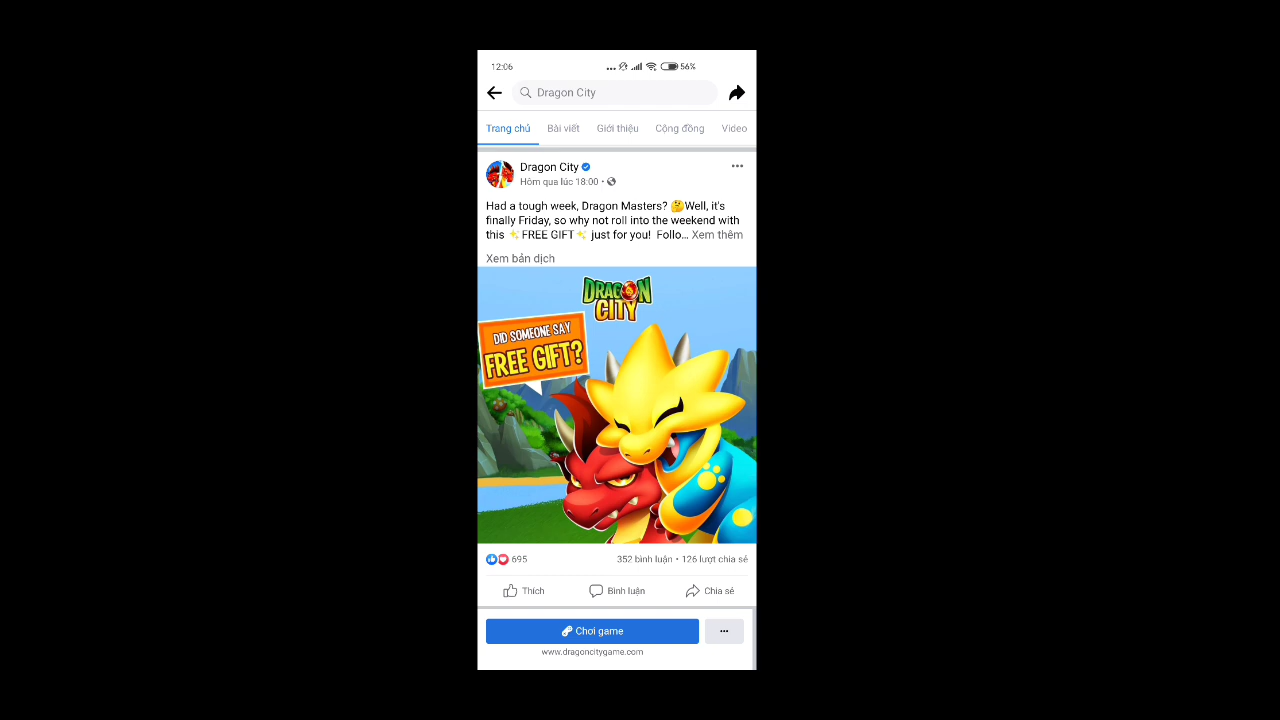 12:06
56%
Dragon City
Trang chủ Bài viết Giới thiệu Cộng đồng Video
Dragon City
Hôm qua lúc 18:00
Had a tough week, Dragon Masters? 🤔Well, it's
finally Friday, so why not roll into the weekend with
this ✨FREE GIFT✨ just for you! Follo... Xem thêm
Xem bản dịch
DRAGON
CITY
DID SOMEONE SAY
FREE GIFT?
695 352 bình luận • 126 lượt chia sẻ
Thích Bình luận Chia sẻ
Chơi game
www.dragoncitygame.com